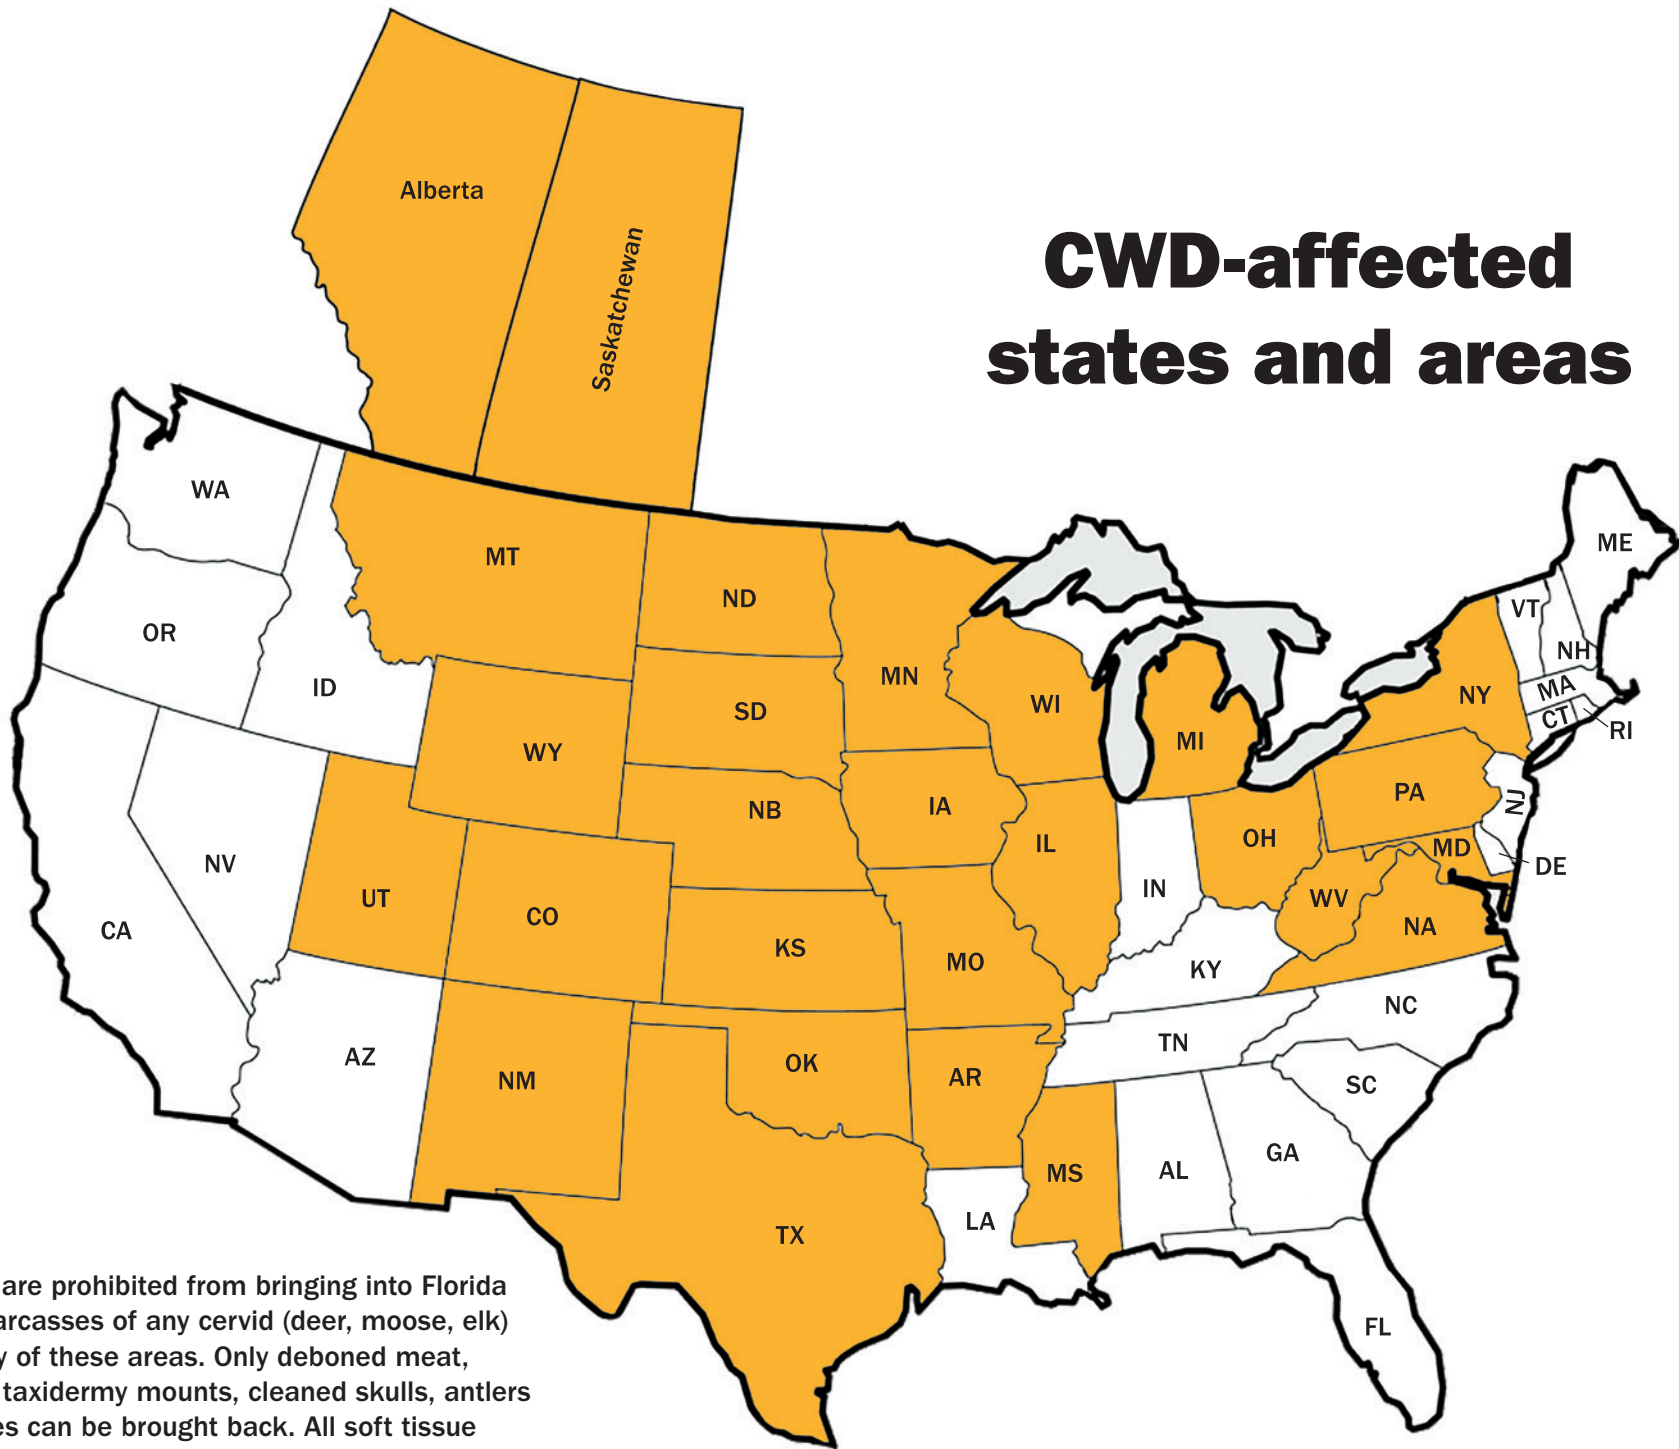 CWD-affected
states and areas
Alberta
Saskatchewan
WA
MT
ND
ME
OR
VT
NH
ID
MN
MA
NY
SD
WI
CT
RI
WY
MI
NB
IA
PA
NJ
OH
IL
MD
NV
DE
UT
IN
WV
CO
NA
CA
KS
MO
KY
NC
AZ
TN
OK
NM
AR
SC
GA
MS
AL
LA
TX
FL
are prohibited from bringing into Florida
arcasses of any cervid (deer, moose, elk)
y of these areas. Only deboned meat,
taxidermy mounts, cleaned skulls, antlers
es can be brought back. All soft tissue